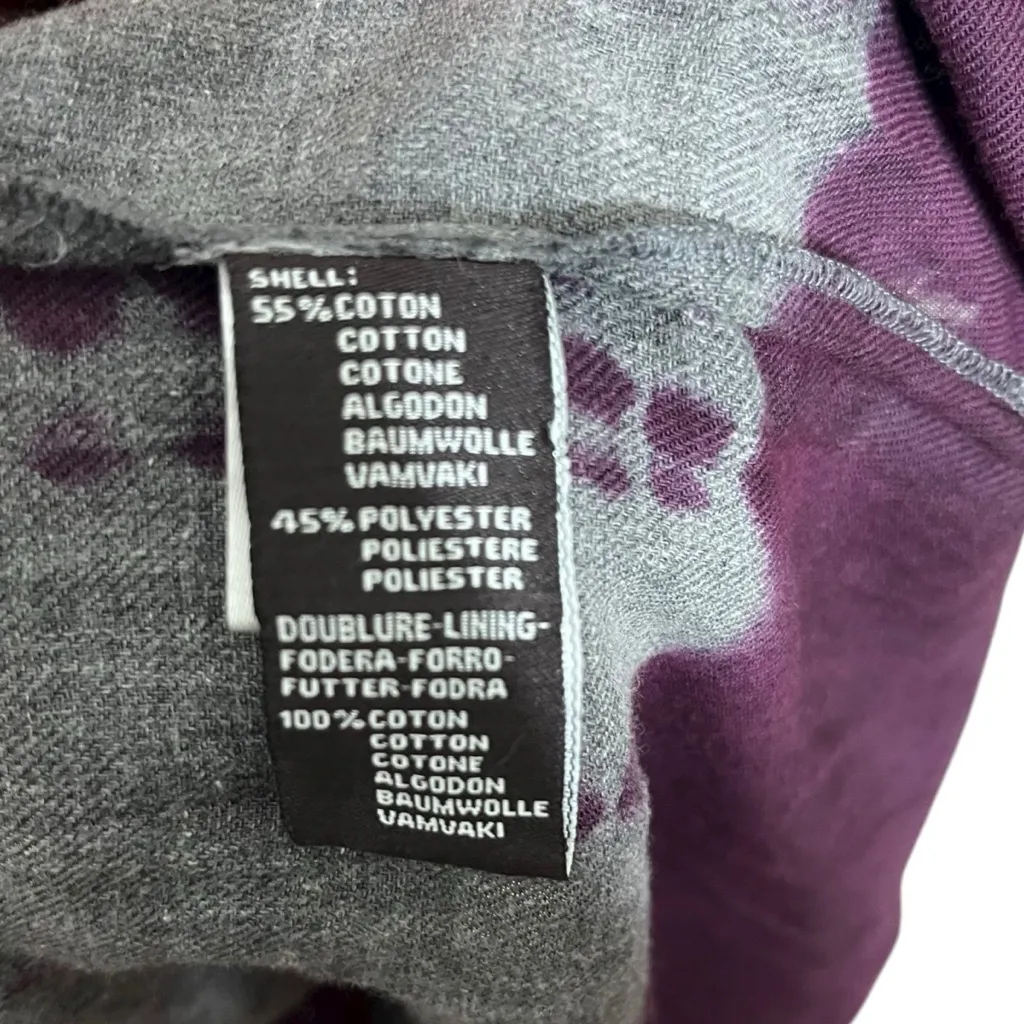 SHELL:
55% COTON
COTTON
COTONE
ALGODON
BAUMWOLLE
VAMVAKI
45% POLYESTER
POLIESTERE
POLIESTER
DOUBLURE-LINING-
FODERA-FORRO-
FUTTER-FODRA
100% COTON
COTTON
COTONE
ALGODON
BAUMWOLLE
VAMVAKI